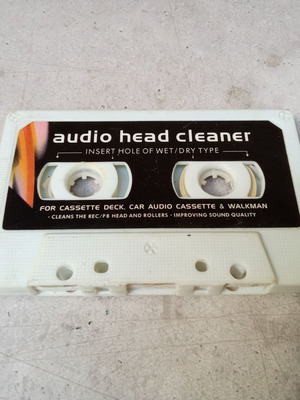 audio head cleaner
INSERT HOLE OF WET/DRY TYPE
FOR CASSETTE DECK, CAR AUDIO CASSETTE & WALKMAN
· CLEANS THE REC/PB HEAD AND ROLLERS · IMPROVING SOUND QUALITY